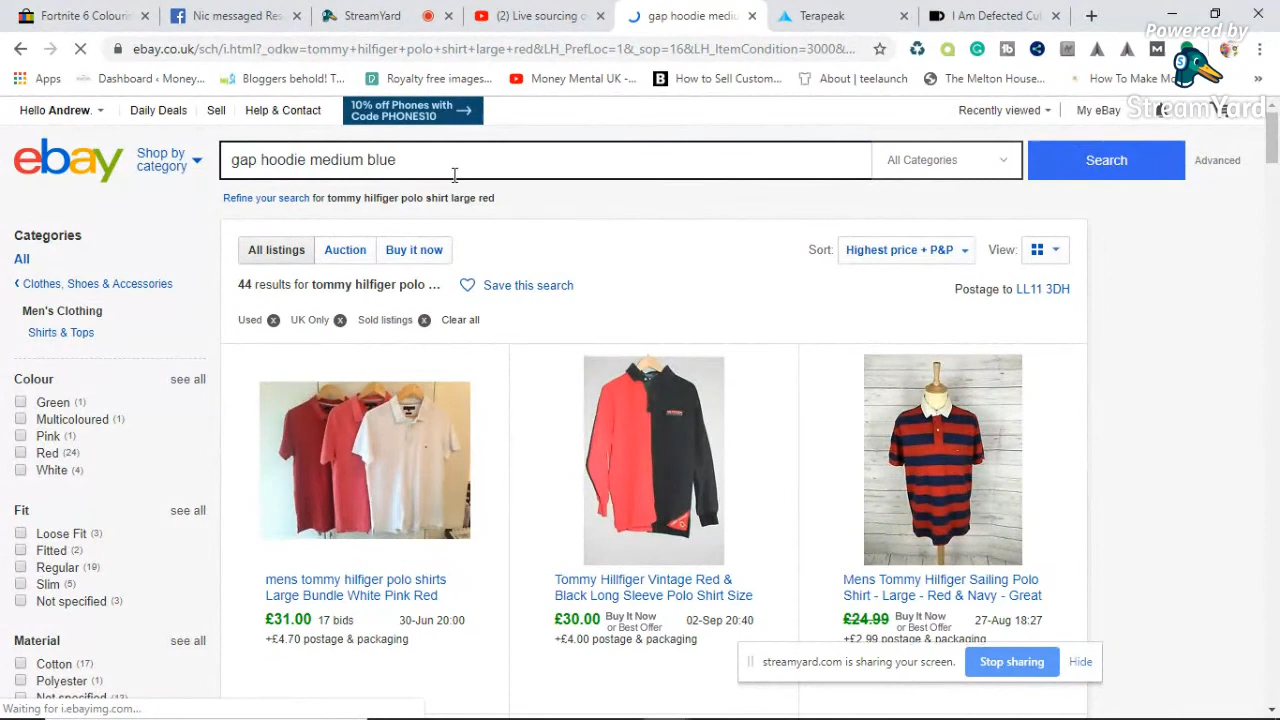 Fortnite 6 Colouring
Nic messaged Res
StreamYard
(Live sourcing o
gap hoodie mediu
Terapeak
I Am Defected Cu
Powered by
StreamYard
ebay.co.uk/sch/i.html?_odkw=tommy+hilfiger+polo+shirt+large+red&LH_PrefLoc=1&_sop=16&LH_ItemCondition=3000&...
Apps
Dashboard ‹ Money...
Bloggers behold! T...
Royalty free images...
Money Mental UK -...
How to Sell Custom...
About | teelaunch
The Melton House...
How To Make Mo
»
Hello Andrew.
Daily Deals
Sell
Help & Contact
10% off Phones with
Code PHONES10
Recently viewed
My eBay
ebay
Shop by
category
gap hoodie medium blue
All Categories
Search
Advanced
Refine your search for tommy hilfiger polo shirt large red
Categories
All
Clothes, Shoes & Accessories
Men's Clothing
Shirts & Tops
All listings
Auction
Buy it now
Sort:
Highest price + P&P
View:
44 results for tommy hilfiger polo ...
Save this search
Postage to LL11 3DH
Used
UK Only
Sold listings
Clear all
Colour
see all
Green (1)
Multicoloured (1)
Pink (1)
Red (24)
White (4)
Fit
see all
Loose Fit (3)
Fitted (2)
Regular (19)
Slim (5)
Not specified (3)
Material
see all
Cotton (17)
Polyester (1)
Not specified (13)
mens tommy hilfiger polo shirts
Large Bundle White Pink Red
£31.00
17 bids
30-Jun 20:00
+£4.70 postage & packaging
Tommy Hilfiger Vintage Red &
Black Long Sleeve Polo Shirt Size
£30.00
Buy It Now
or Best Offer
02-Sep 20:40
+£4.00 postage & packaging
Mens Tommy Hilfiger Sailing Polo
Shirt - Large - Red & Navy - Great
£24.99
Buy It Now
or Best Offer
27-Aug 18:27
+£2.99 postage & packaging
streamyard.com is sharing your screen.
Stop sharing
Hide
Waiting for i.ebayimg.com...